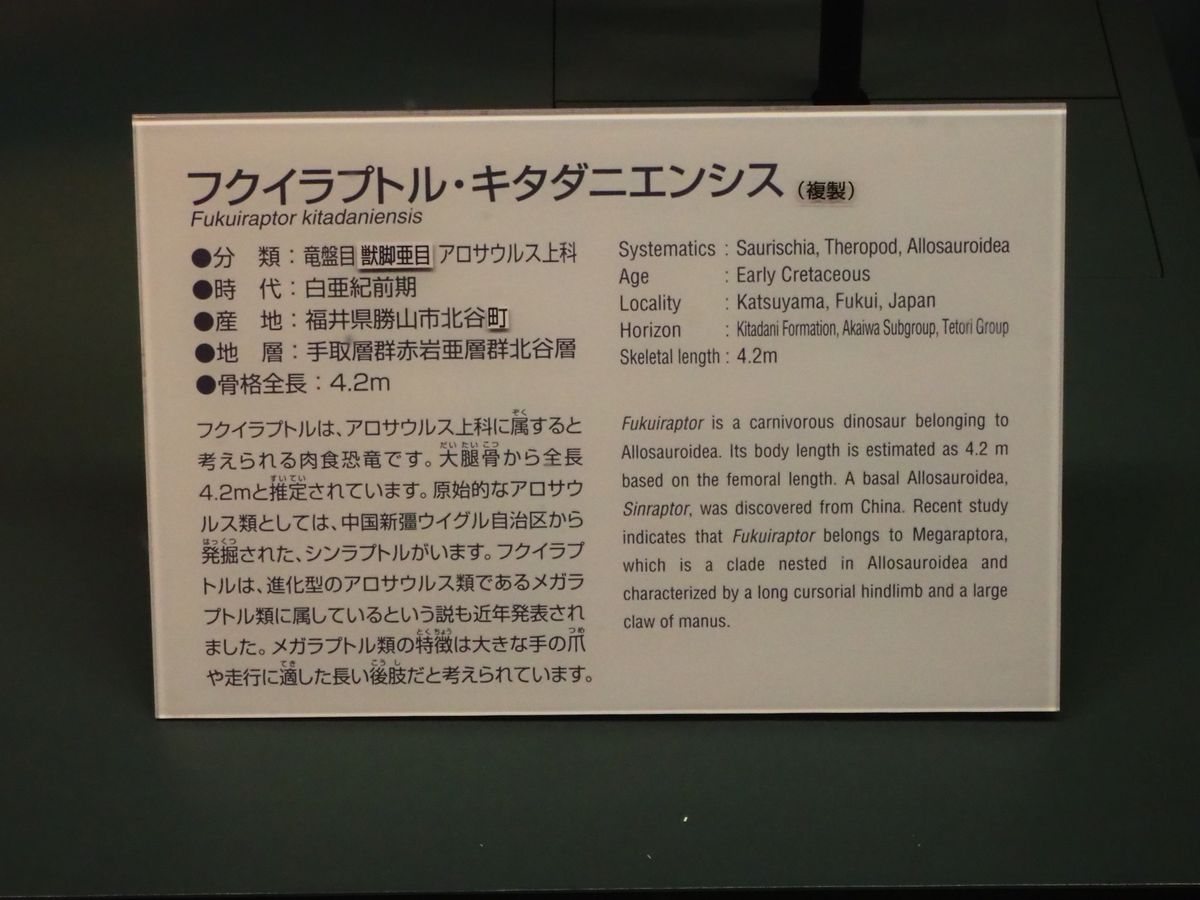 フクイラプトル・キタダニエンシス（複製）
Fukuiraptor kitadaniensis
●分　類：竜盤目 獣脚亜目 アロサウルス上科
●時　代：白亜紀前期
●産　地：福井県勝山市北谷町
●地　層：手取層群赤岩亜層群北谷層
●骨格全長：4.2m
フクイラプトルは、アロサウルス上科に属すると
考えられる肉食恐竜です。大腿骨から全長
4.2mと推定されています。原始的なアロサウ
ルス類としては、中国新疆ウイグル自治区から
発掘された、シンラプトルがいます。フクイラプ
トルは、進化型のアロサウルス類であるメガラ
プトル類に属しているという説も近年発表され
ました。メガラプトル類の特徴は大きな手の爪
や走行に適した長い後肢だと考えられています。
Systematics : Saurischia, Theropod, Allosauroidea
Age : Early Cretaceous
Locality : Katsuyama, Fukui, Japan
Horizon : Kitadani Formation, Akaiwa Subgroup, Tetori Group
Skeletal length : 4.2m
Fukuiraptor is a carnivorous dinosaur belonging to
Allosauroidea. Its body length is estimated as 4.2 m
based on the femoral length. A basal Allosauroidea,
Sinraptor, was discovered from China. Recent study
indicates that Fukuiraptor belongs to Megaraptora,
which is a clade nested in Allosauroidea and
characterized by a long cursorial hindlimb and a large
claw of manus.